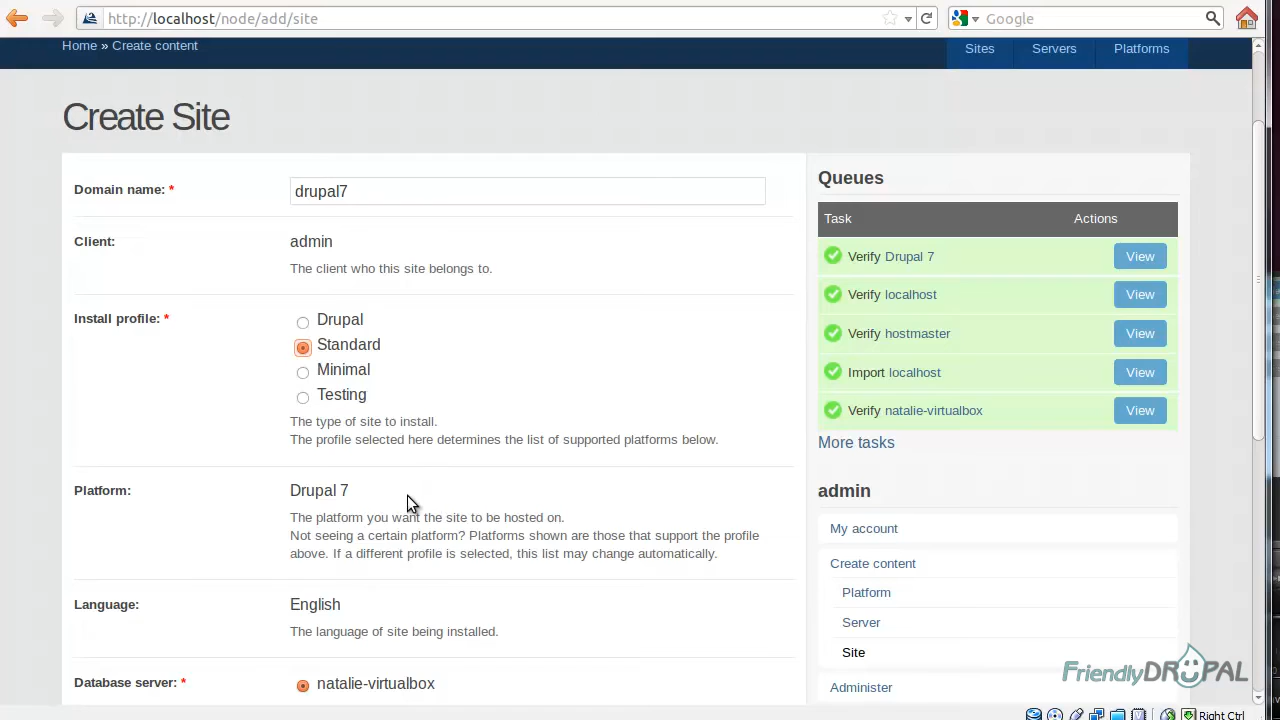 http://localhost/node/add/site
Google
Home » Create content
Sites
Servers
Platforms
Create Site
Domain name: *
drupal7
Client:
admin
The client who this site belongs to.
Install profile: *
Drupal
Standard
Minimal
Testing
The type of site to install.
The profile selected here determines the list of supported platforms below.
Platform:
Drupal 7
The platform you want the site to be hosted on.
Not seeing a certain platform? Platforms shown are those that support the profile
above. If a different profile is selected, this list may change automatically.
Language:
English
The language of site being installed.
Database server: *
natalie-virtualbox
Queues
Task Actions
Verify Drupal 7 View
Verify localhost View
Verify hostmaster View
Import localhost View
Verify natalie-virtualbox View
More tasks
admin
My account
Create content
Platform
Server
Site
Administer
FriendlyDRUPAL
Right Ctrl